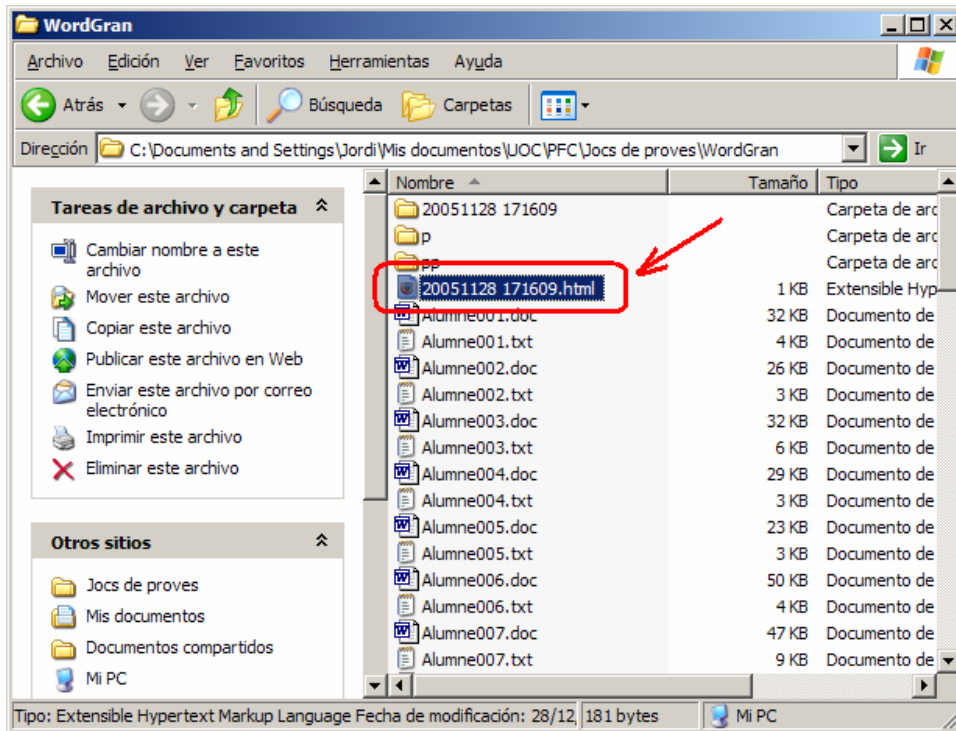 WordGran
Archivo Edición Ver Favoritos Herramientas Ayuda
Atrás Búsqueda Carpetas
Dirección C:\Documents and Settings\Jordi\Mis documentos\UOC\PFC\Jocs de proves\WordGran Ir
Tareas de archivo y carpeta
Cambiar nombre a este
archivo
Mover este archivo
Copiar este archivo
Publicar este archivo en Web
Enviar este archivo por correo
electrónico
Imprimir este archivo
Eliminar este archivo
Otros sitios
Jocs de proves
Mis documentos
Documentos compartidos
Mi PC
Nombre Tamaño Tipo
20051128 171609 Carpeta de arc
p Carpeta de arc
pp Carpeta de arc
20051128 171609.html 1 KB Extensible Hyp
Alumne001.doc 32 KB Documento de
Alumne001.txt 4 KB Documento de
Alumne002.doc 26 KB Documento de
Alumne002.txt 3 KB Documento de
Alumne003.doc 32 KB Documento de
Alumne003.txt 6 KB Documento de
Alumne004.doc 29 KB Documento de
Alumne004.txt 3 KB Documento de
Alumne005.doc 23 KB Documento de
Alumne005.txt 3 KB Documento de
Alumne006.doc 50 KB Documento de
Alumne006.txt 4 KB Documento de
Alumne007.doc 47 KB Documento de
Alumne007.txt 9 KB Documento de
Tipo: Extensible Hypertext Markup Language Fecha de modificación: 28/12 181 bytes Mi PC